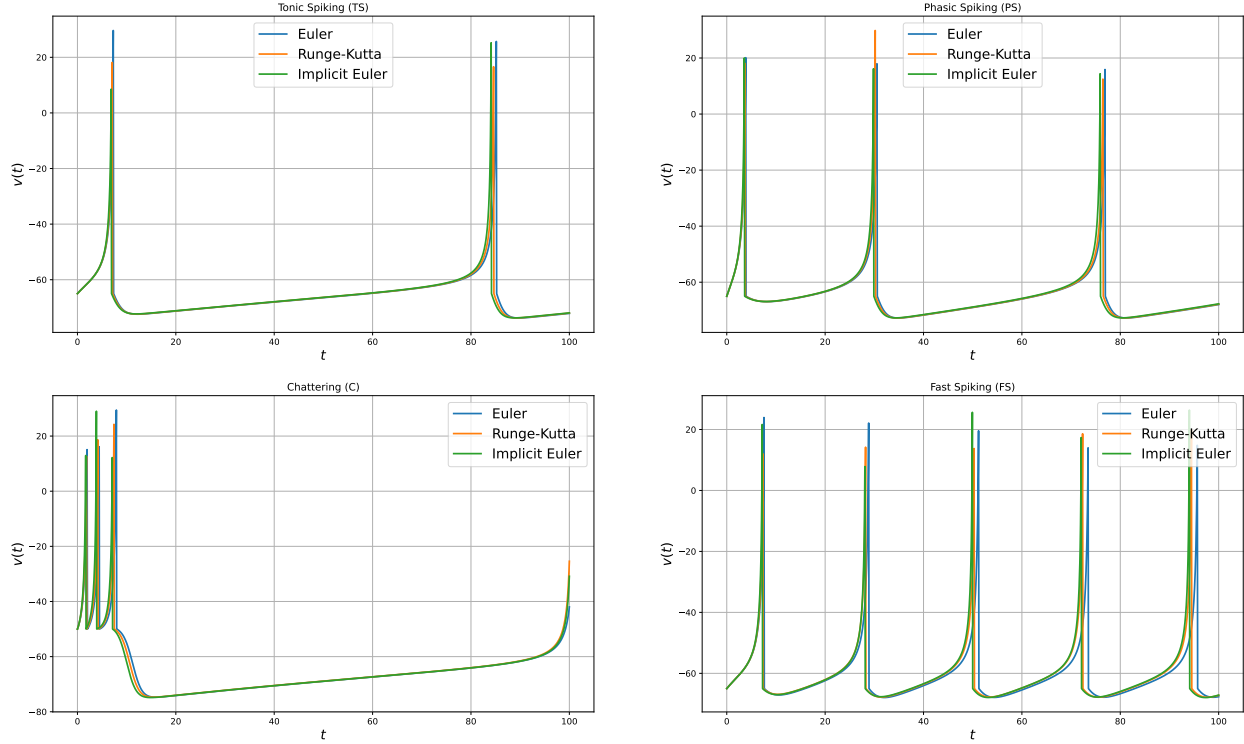 Tonic Spiking (TS)
Euler
Runge-Kutta
Implicit Euler
20
0
−20
−40
−60
v(t)
0
20
40
60
80
100
t
Phasic Spiking (PS)
Euler
Runge-Kutta
Implicit Euler
20
0
−20
−40
−60
v(t)
0
20
40
60
80
100
t
Chattering (C)
Euler
Runge-Kutta
Implicit Euler
20
0
−20
−40
−60
−80
v(t)
0
20
40
60
80
100
t
Fast Spiking (FS)
Euler
Runge-Kutta
Implicit Euler
20
0
−20
−40
−60
v(t)
0
20
40
60
80
100
t